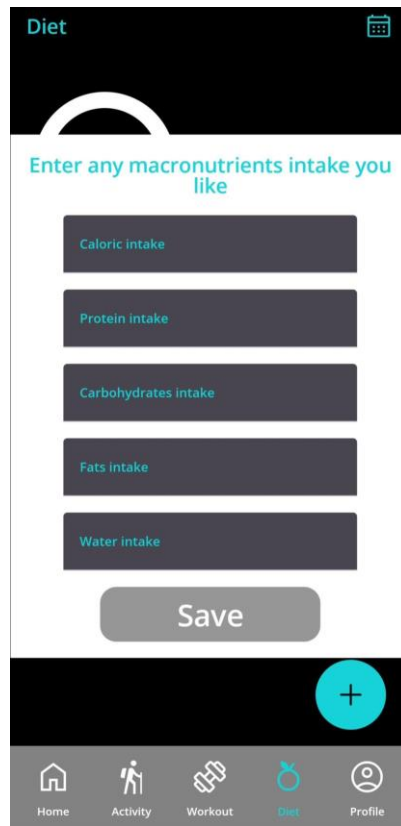 Diet
Enter any macronutrients intake you
like
Caloric intake
Protein intake
Carbohydrates intake
Fats intake
Water intake
Save
+
Home Activity Workout Diet Profile